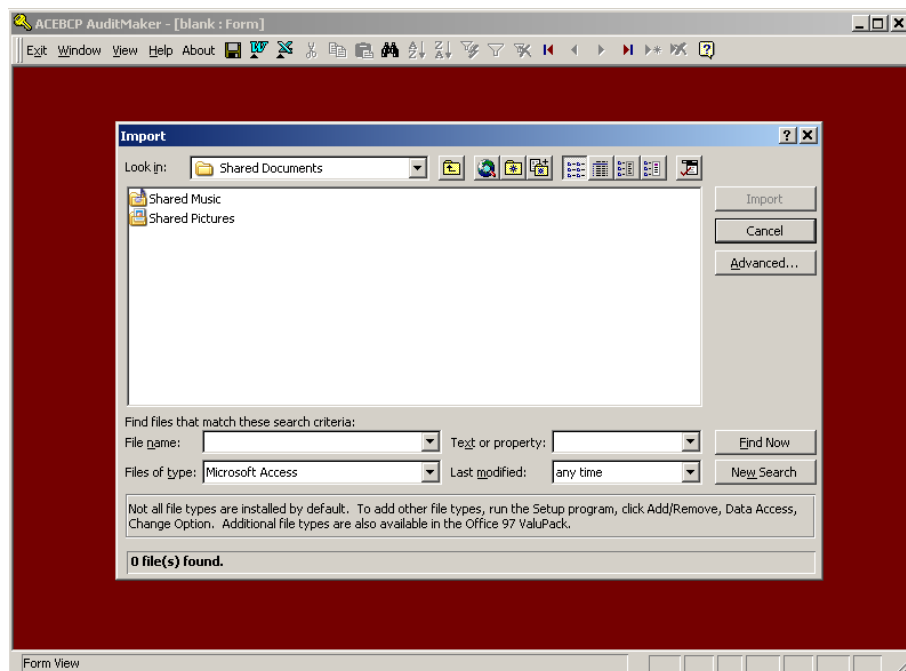 ACEBCP AuditMaker - [blank : Form]
Exit Window View Help About
Import
Look in: Shared Documents
Shared Music
Shared Pictures
Import
Cancel
Advanced...
Find files that match these search criteria:
File name: Text or property: Find Now
Files of type: Microsoft Access Last modified: any time New Search
Not all file types are installed by default. To add other file types, run the Setup program, click Add/Remove, Data Access,
Change Option. Additional file types are also available in the Office 97 ValuPack.
0 file(s) found.
Form View